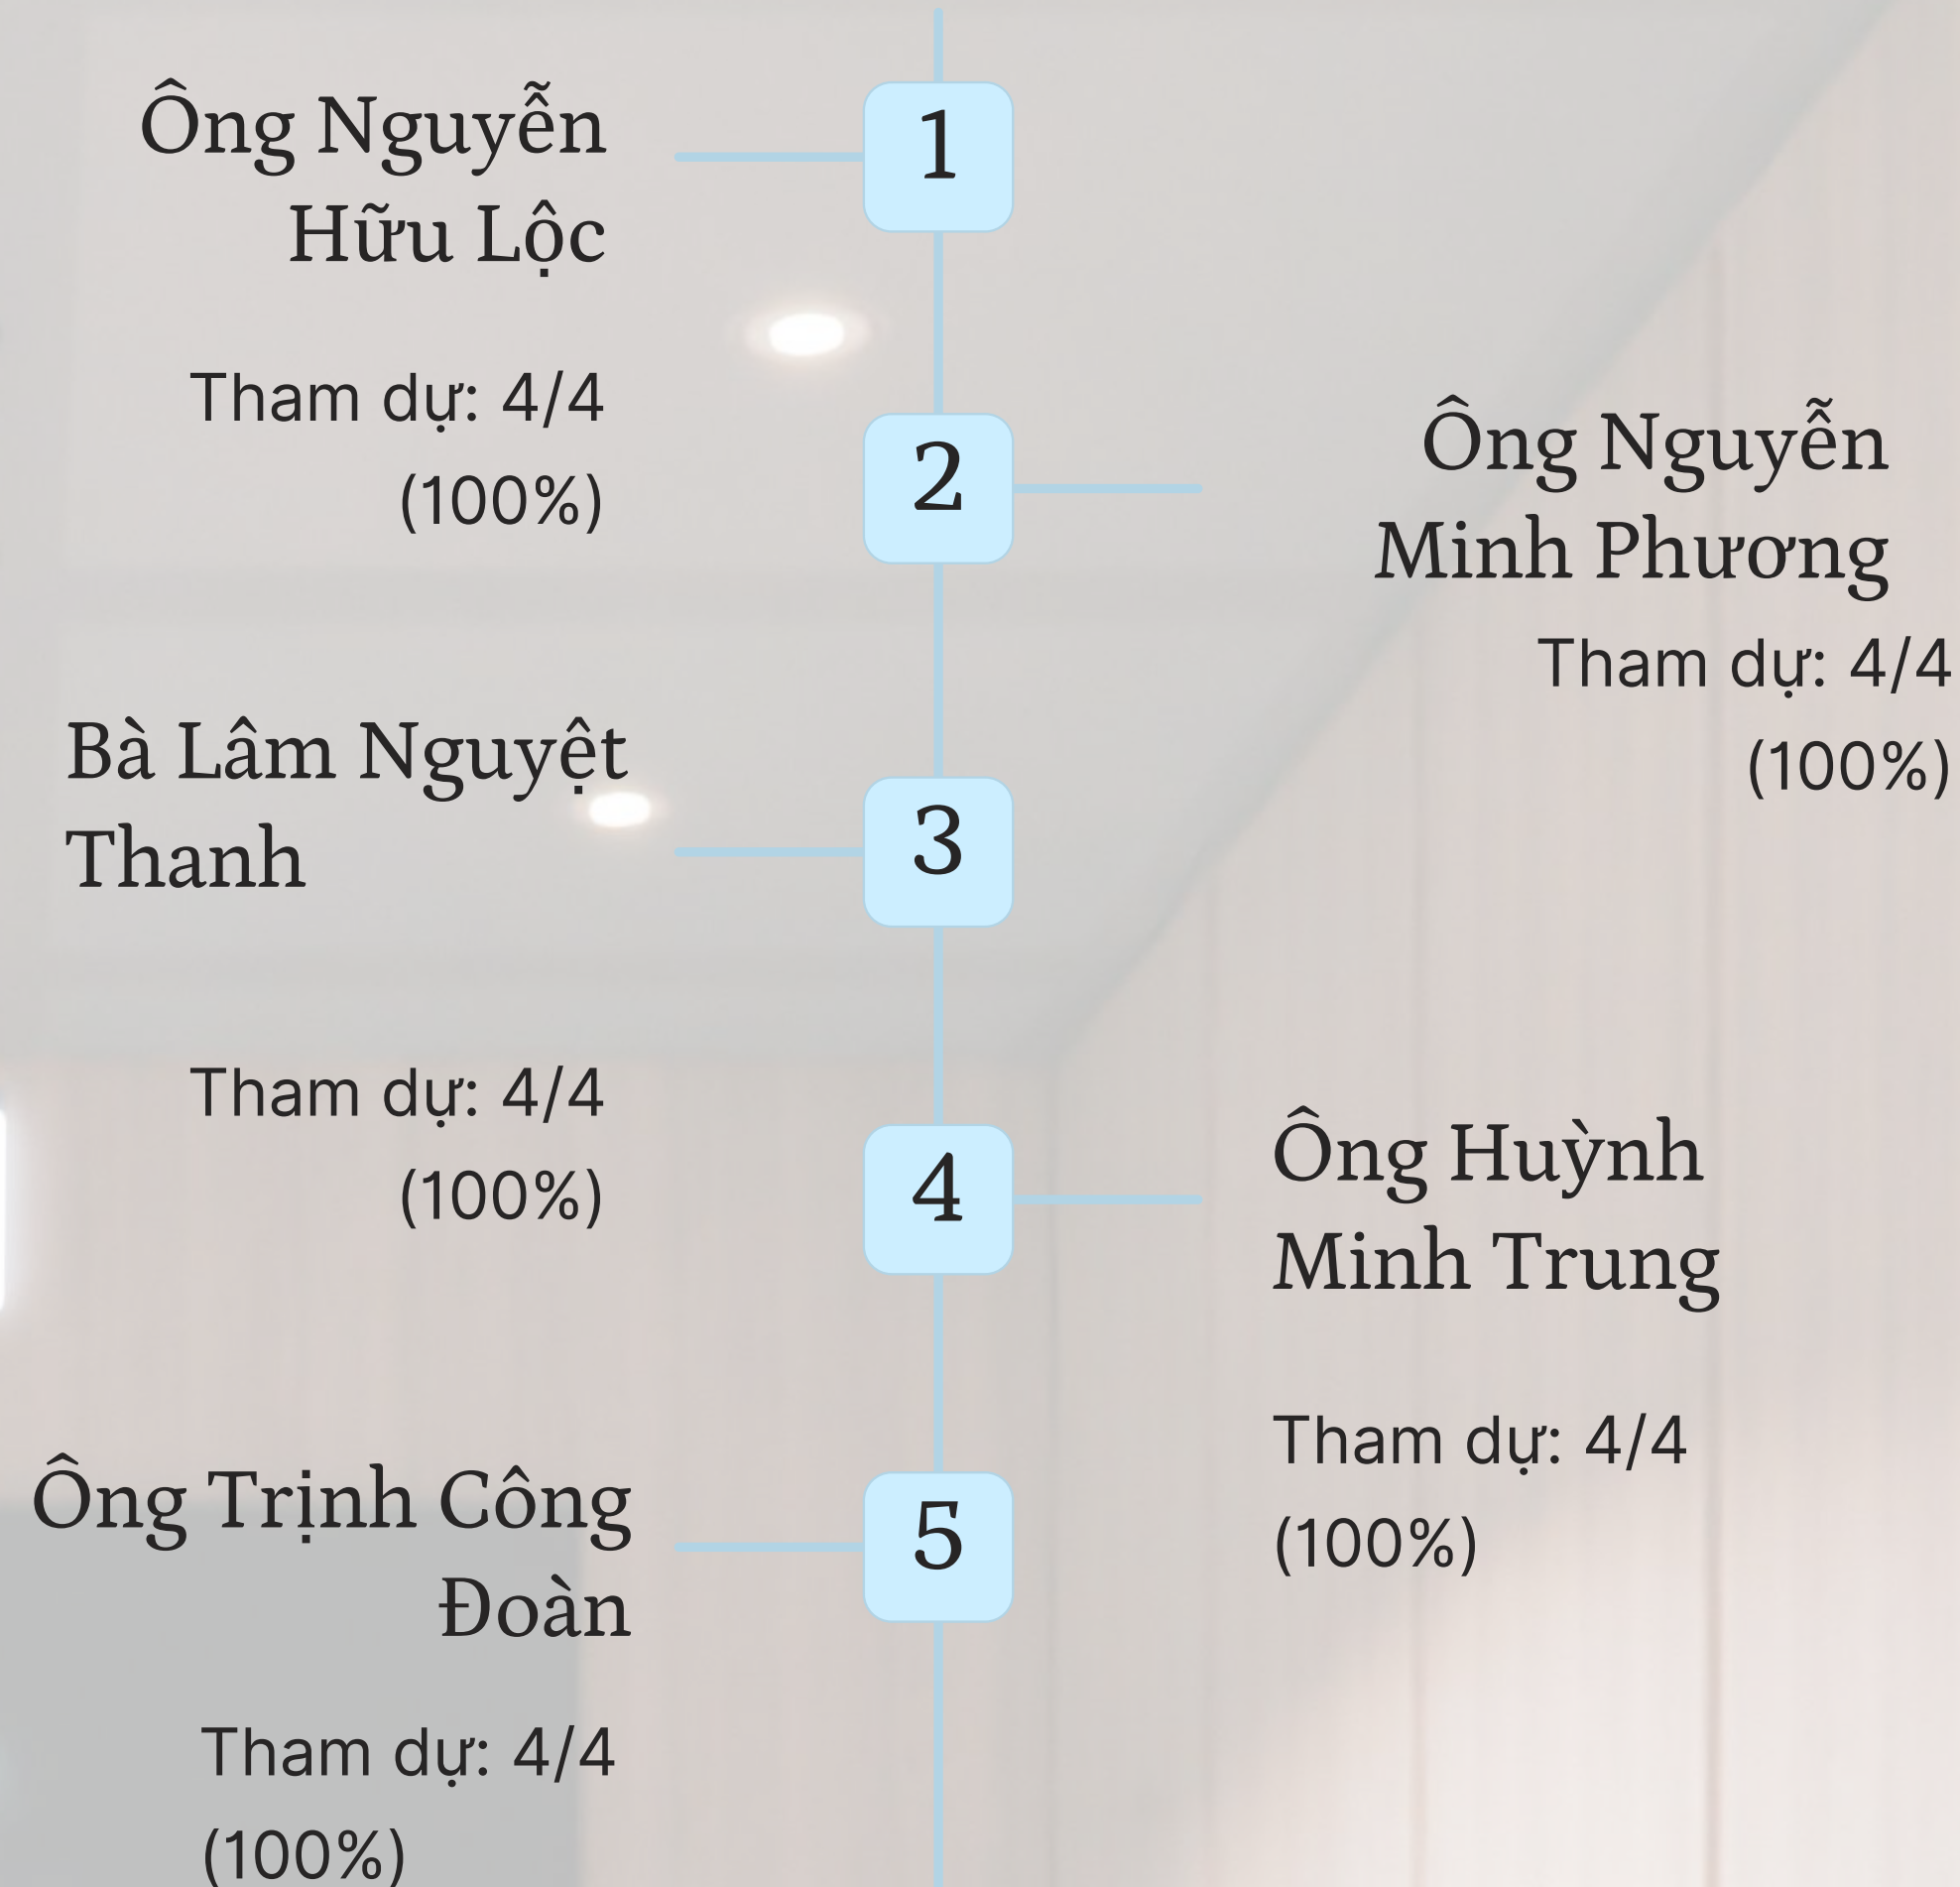 1
Ông Nguyễn
Hữu Lộc
Tham dự: 4/4
(100%)
2
Ông Nguyễn
Minh Phương
Tham dự: 4/4
(100%)
3
Bà Lâm Nguyệt
Thanh
Tham dự: 4/4
(100%)
4
Ông Huỳnh
Minh Trung
Tham dự: 4/4
(100%)
5
Ông Trịnh Công
Đoàn
Tham dự: 4/4
(100%)